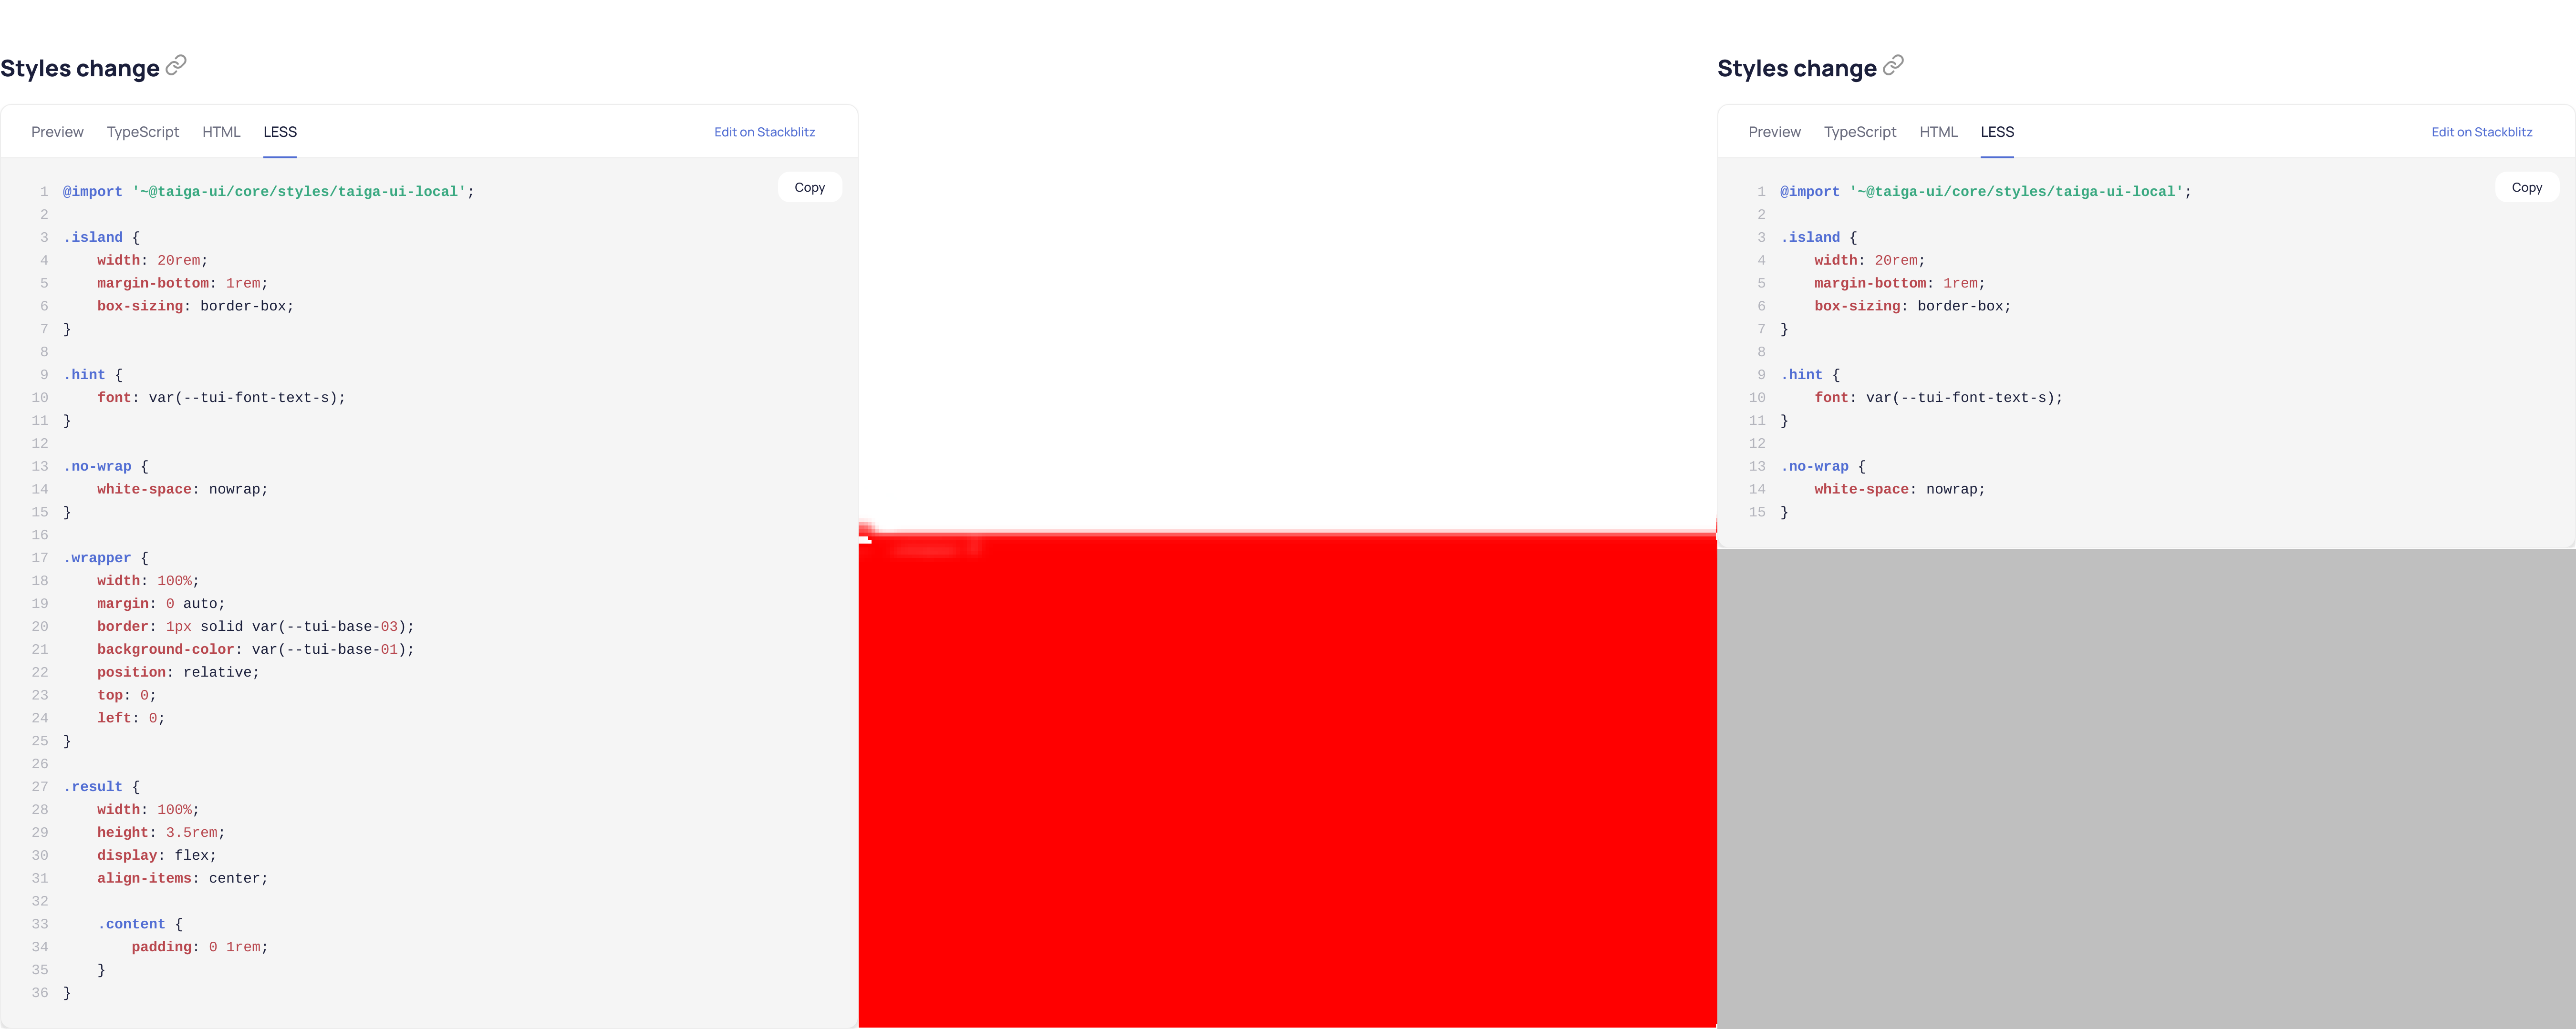 Styles change
Preview TypeScript HTML LESS Edit on Stackblitz
Copy
1 @import '~@taiga-ui/core/styles/taiga-ui-local';
2
3 .island {
4     width: 20rem;
5     margin-bottom: 1rem;
6     box-sizing: border-box;
7 }
8
9 .hint {
10     font: var(--tui-font-text-s);
11 }
12
13 .no-wrap {
14     white-space: nowrap;
15 }
16
17 .wrapper {
18     width: 100%;
19     margin: 0 auto;
20     border: 1px solid var(--tui-base-03);
21     background-color: var(--tui-base-01);
22     position: relative;
23     top: 0;
24     left: 0;
25 }
26
27 .result {
28     width: 100%;
29     height: 3.5rem;
30     display: flex;
31     align-items: center;
32
33     .content {
34         padding: 0 1rem;
35     }
36 }
Styles change
Preview TypeScript HTML LESS Edit on Stackblitz
Copy
1 @import '~@taiga-ui/core/styles/taiga-ui-local';
2
3 .island {
4     width: 20rem;
5     margin-bottom: 1rem;
6     box-sizing: border-box;
7 }
8
9 .hint {
10     font: var(--tui-font-text-s);
11 }
12
13 .no-wrap {
14     white-space: nowrap;
15 }